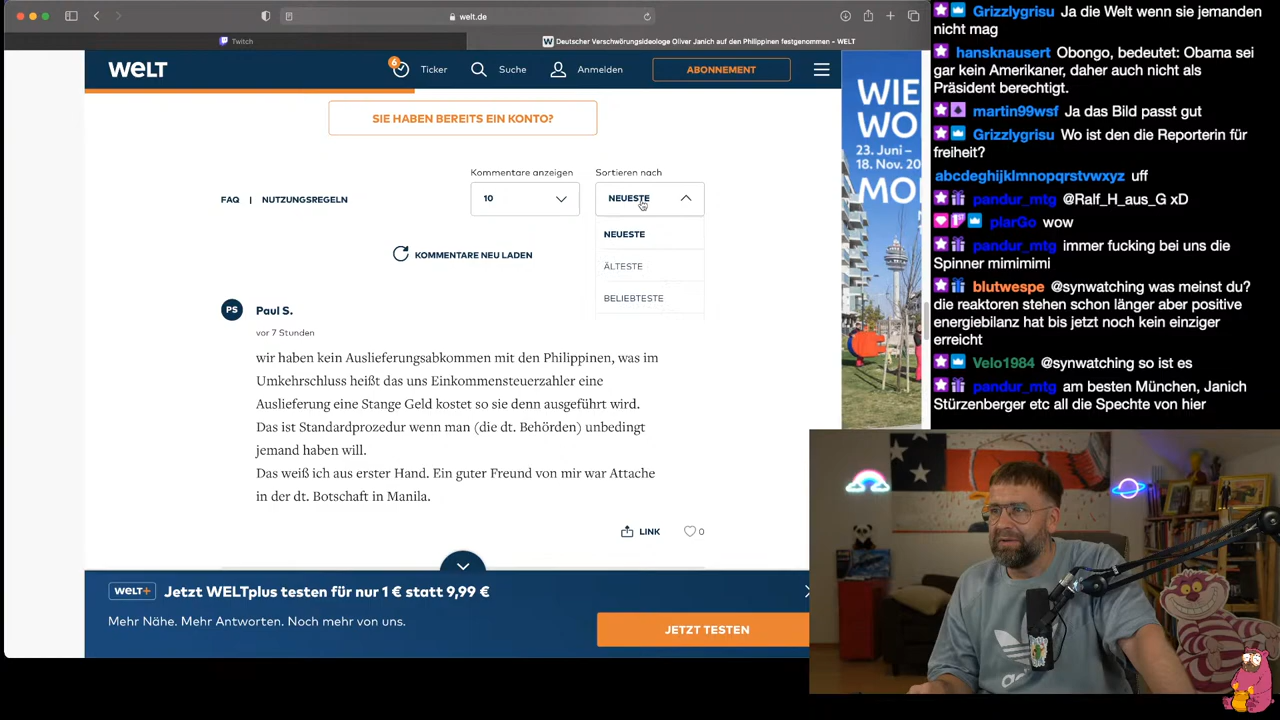 welt.de
Twitch
Deutscher Verschwörungsideologe Oliver Janich auf den Philippinen festgenommen - WELT
WELT
6
Ticker
Suche
Anmelden
ABONNEMENT
SIE HABEN BEREITS EIN KONTO?
Kommentare anzeigen
Sortieren nach
FAQ | NUTZUNGSREGELN
10
NEUESTE
NEUESTE
ÄLTESTE
BELIEBTESTE
KOMMENTARE NEU LADEN
PS
Paul S.
vor 7 Stunden
wir haben kein Auslieferungsabkommen mit den Philippinen, was im
Umkehrschluss heißt das uns Einkommensteuerzahler eine
Auslieferung eine Stange Geld kostet so sie denn ausgeführt wird.
Das ist Standardprozedur wenn man (die dt. Behörden) unbedingt
jemand haben will.
Das weiß ich aus erster Hand. Ein guter Freund von mir war Attache
in der dt. Botschaft in Manila.
LINK
0
WELT+
Jetzt WELTplus testen für nur 1 € statt 9,99 €
Mehr Nähe. Mehr Antworten. Noch mehr von uns.
JETZT TESTEN
WIE
WO
23. Juni –
18. Nov. 20
MO
Grizzlygrisu Ja die Welt wenn sie jemanden
nicht mag
hansknausert Obongo, bedeutet: Obama sei
gar kein Amerikaner, daher auch nicht als
Präsident berechtigt.
martin99wsf Ja das Bild passt gut
Grizzlygrisu Wo ist den die Reporterin für
freiheit?
abcdeghijklmnopqrstvwxyz uff
pandur_mtg @Ralf_H_aus_G xD
plarGo wow
pandur_mtg immer fucking bei uns die
Spinner mimimimi
blutwespe @synwatching was meinst du?
die reaktoren stehen schon länger aber positive
energiebilanz hat bis jetzt noch kein einziger
erreicht
Velo1984 @synwatching so ist es
pandur_mtg am besten München, Janich
Stürzenberger etc all die Spechte von hier